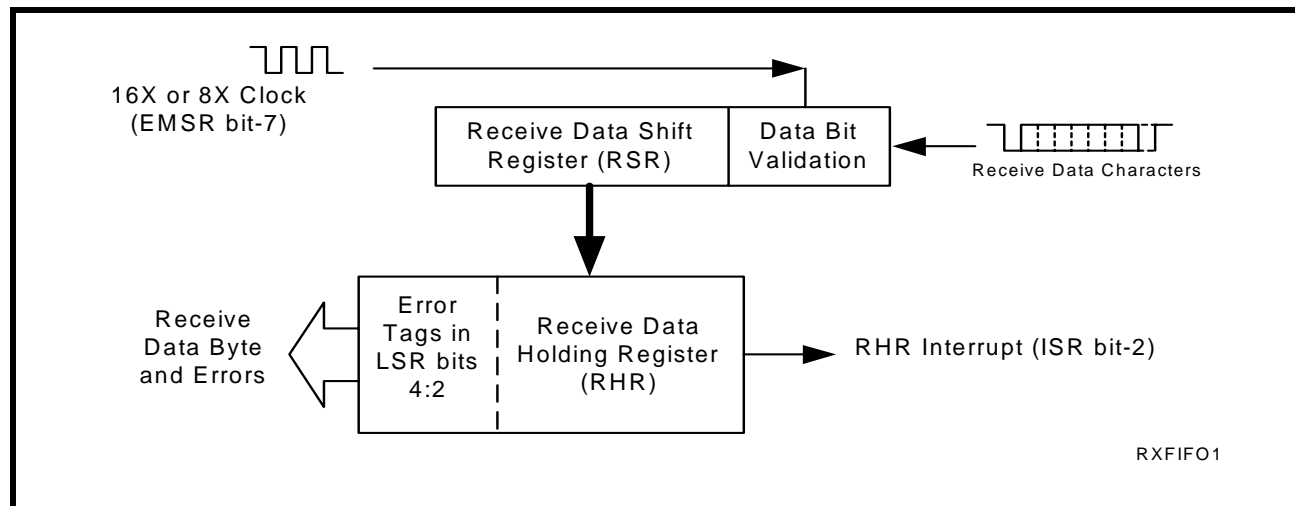 16X or 8X Clock
(EMSR bit-7)
Receive Data Shift
Register (RSR)
Data Bit
Validation
Receive Data Characters
Receive
Data Byte
and Errors
Error
Tags in
LSR bits
4:2
Receive Data
Holding Register
(RHR)
RHR Interrupt (ISR bit-2)
RXFIFO1